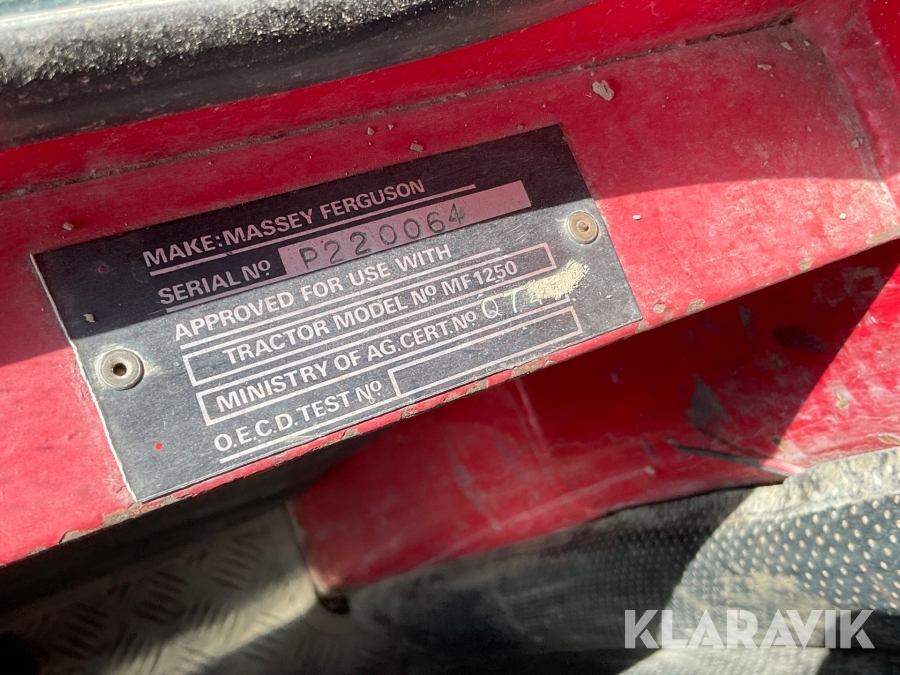 MAKE: MASSEY FERGUSON
SERIAL Nº P220064
APPROVED FOR USE WITH
TRACTOR MODEL Nº MF1250
MINISTRY OF AG. CERT. Nº
O.E.C.D. TEST Nº
KLARAVIK